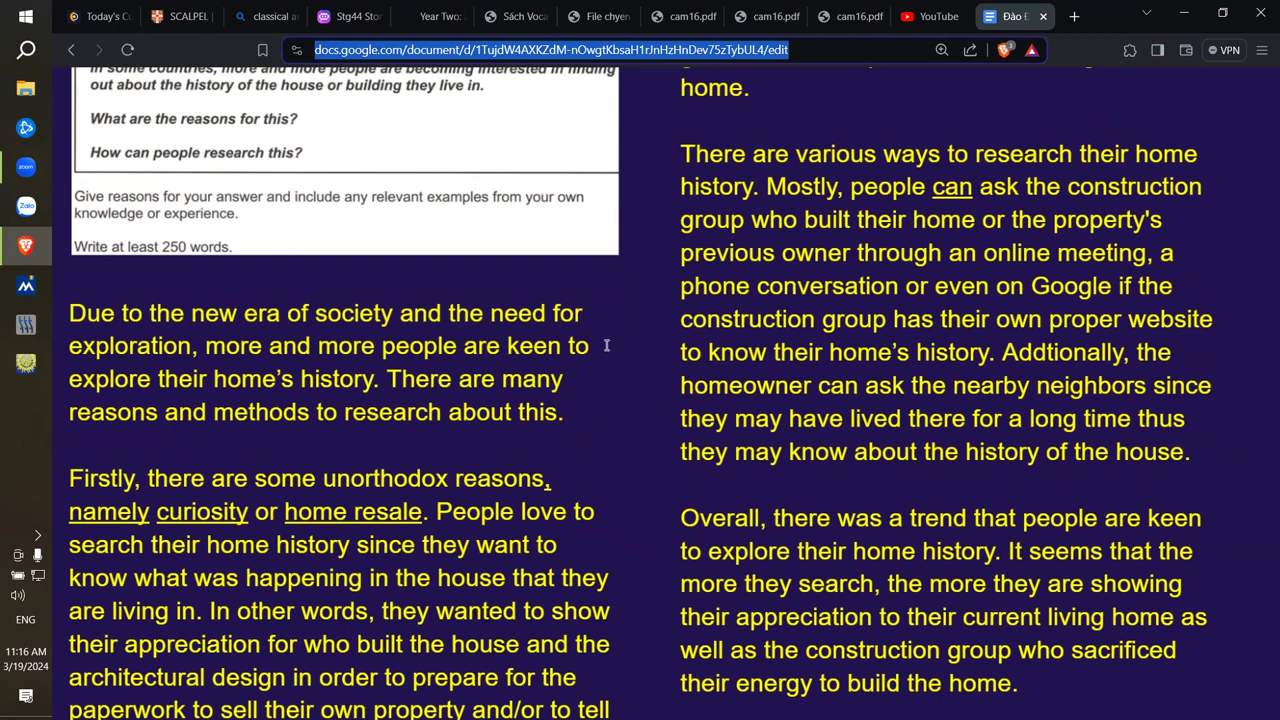 Today's Cu
SCALPEL
classical a
Stg44 Stor
Year Two:
Sách Voca
File chyen
cam16.pdf
cam16.pdf
cam16.pdf
YouTube
Đào Đ
docs.google.com/document/d/1TujdW4AXKZdM-nOwgtKbsaH1rJnHzHnDev75zTybUL4/edit
VPN
In some countries, more and more people are becoming interested in finding
out about the history of the house or building they live in.
What are the reasons for this?
How can people research this?
Give reasons for your answer and include any relevant examples from your own
knowledge or experience.
Write at least 250 words.
Due to the new era of society and the need for
exploration, more and more people are keen to
explore their home's history. There are many
reasons and methods to research about this.
Firstly, there are some unorthodox reasons,
namely curiosity or home resale. People love to
search their home history since they want to
know what was happening in the house that they
are living in. In other words, they wanted to show
their appreciation for who built the house and the
architectural design in order to prepare for the
paperwork to sell their own property and/or to tell
home.
There are various ways to research their home
history. Mostly, people can ask the construction
group who built their home or the property's
previous owner through an online meeting, a
phone conversation or even on Google if the
construction group has their own proper website
to know their home's history. Addtionally, the
homeowner can ask the nearby neighbors since
they may have lived there for a long time thus
they may know about the history of the house.
Overall, there was a trend that people are keen
to explore their home history. It seems that the
more they search, the more they are showing
their appreciation to their current living home as
well as the construction group who sacrificed
their energy to build the home.
zoom
Zalo
ENG
11:16 AM
3/19/2024